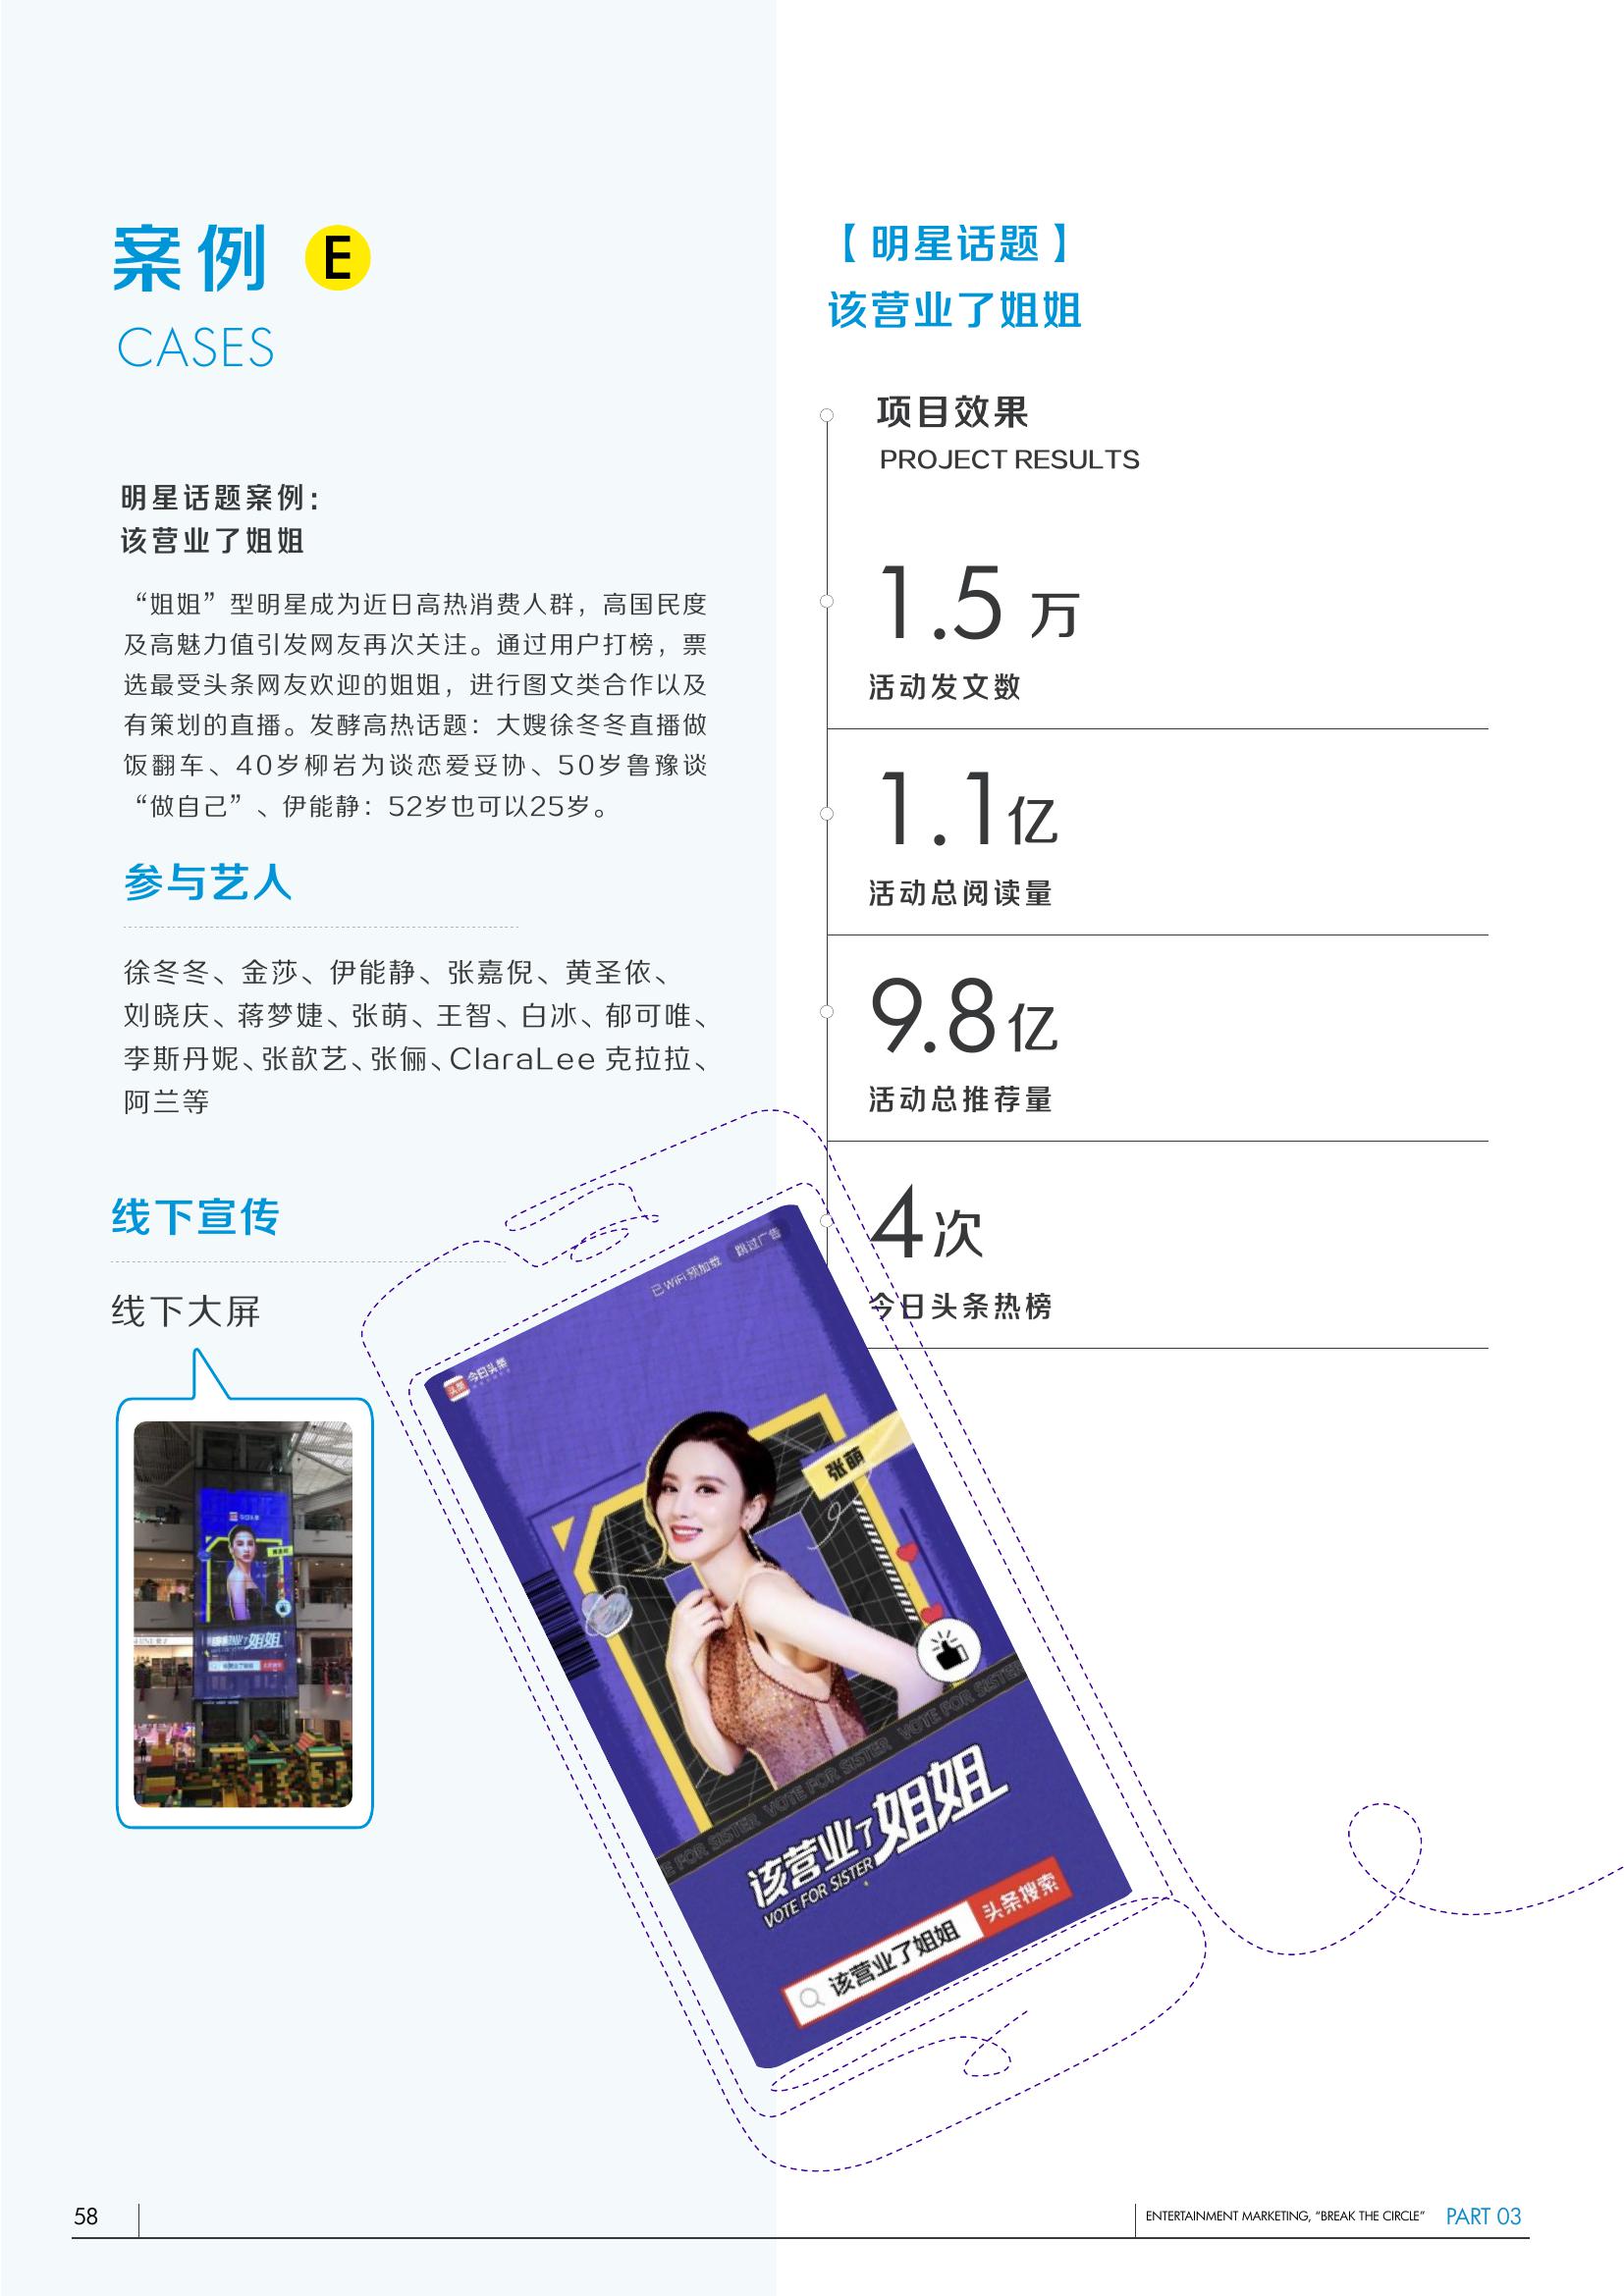 案例 E
CASES
明星话题案例：
该营业了姐姐
“姐姐”型明星成为近日高热消费人群，高国民度
及高魅力值引发网友再次关注。通过用户打榜，票
选最受头条网友欢迎的姐姐，进行图文类合作以及
有策划的直播。发酵高热话题：大嫂徐冬冬直播做
饭翻车、40岁柳岩为谈恋爱妥协、50岁鲁豫谈
“做自己”、伊能静：52岁也可以25岁。
参与艺人
徐冬冬、金莎、伊能静、张嘉倪、黄圣依、
刘晓庆、蒋梦婕、张萌、王智、白冰、郁可唯、
李斯丹妮、张歆艺、张俪、ClaraLee 克拉拉、
阿兰等
线下宣传
线下大屏
【明星话题】
该营业了姐姐
项目效果
PROJECT RESULTS
1.5 万
活动发文数
1.1亿
活动总阅读量
9.8亿
活动总推荐量
4次
今日头条热榜
已WiFi预加载 跳过广告
头条 今日头条
张萌
E FOR SISTER VOTE FOR SISTER VOTE FOR SISTER
该营业了姐姐
VOTE FOR SISTER
该营业了姐姐 头条搜索
姐姐
58
ENTERTAINMENT MARKETING, “BREAK THE CIRCLE” PART 03